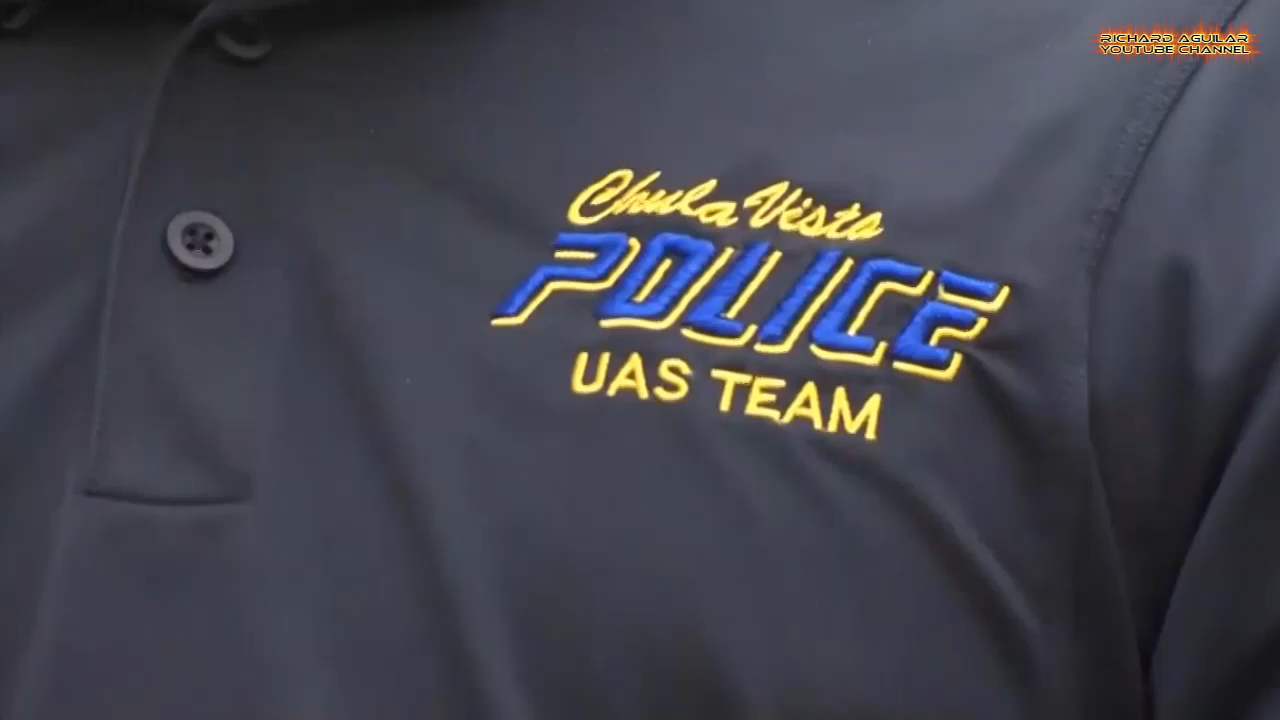 RICHARD AGUILAR
YOUTUBE CHANNEL
Chula Vista
POLICE
UAS TEAM